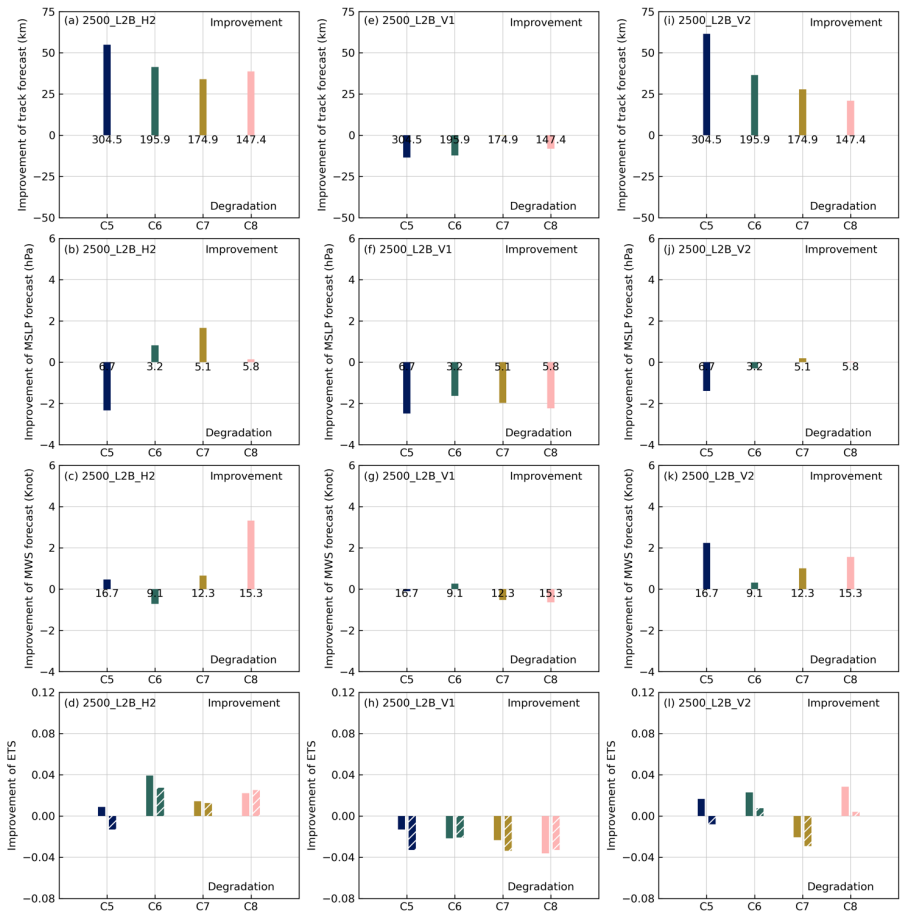 (a) 2500_L2B_H2
Improvement
Improvement of track forecast (km)
75
50
25
0
−25
−50
304.5
195.9
174.9
147.4
Degradation
C5
C6
C7
C8
(e) 2500_L2B_V1
Improvement
Improvement of track forecast (km)
75
50
25
0
−25
−50
304.5
195.9
174.9
147.4
Degradation
C5
C6
C7
C8
(i) 2500_L2B_V2
Improvement
Improvement of track forecast (km)
75
50
25
0
−25
−50
304.5
195.9
174.9
147.4
Degradation
C5
C6
C7
C8
(b) 2500_L2B_H2
Improvement
Improvement of MSLP forecast (hPa)
6
4
2
0
−2
−4
6.7
3.2
5.1
5.8
Degradation
C5
C6
C7
C8
(f) 2500_L2B_V1
Improvement
Improvement of MSLP forecast (hPa)
6
4
2
0
−2
−4
6.7
3.2
5.1
5.8
Degradation
C5
C6
C7
C8
(j) 2500_L2B_V2
Improvement
Improvement of MSLP forecast (hPa)
6
4
2
0
−2
−4
6.7
3.2
5.1
5.8
Degradation
C5
C6
C7
C8
(c) 2500_L2B_H2
Improvement
Improvement of MWS forecast (Knot)
6
4
2
0
−2
−4
16.7
9.1
12.3
15.3
Degradation
C5
C6
C7
C8
(g) 2500_L2B_V1
Improvement
Improvement of MWS forecast (Knot)
6
4
2
0
−2
−4
16.7
9.1
12.3
15.3
Degradation
C5
C6
C7
C8
(k) 2500_L2B_V2
Improvement
Improvement of MWS forecast (Knot)
6
4
2
0
−2
−4
16.7
9.1
12.3
15.3
Degradation
C5
C6
C7
C8
(d) 2500_L2B_H2
Improvement
Improvement of ETS
0.12
0.08
0.04
0.00
−0.04
−0.08
Degradation
C5
C6
C7
C8
(h) 2500_L2B_V1
Improvement
Improvement of ETS
0.12
0.08
0.04
0.00
−0.04
−0.08
Degradation
C5
C6
C7
C8
(l) 2500_L2B_V2
Improvement
Improvement of ETS
0.12
0.08
0.04
0.00
−0.04
−0.08
Degradation
C5
C6
C7
C8